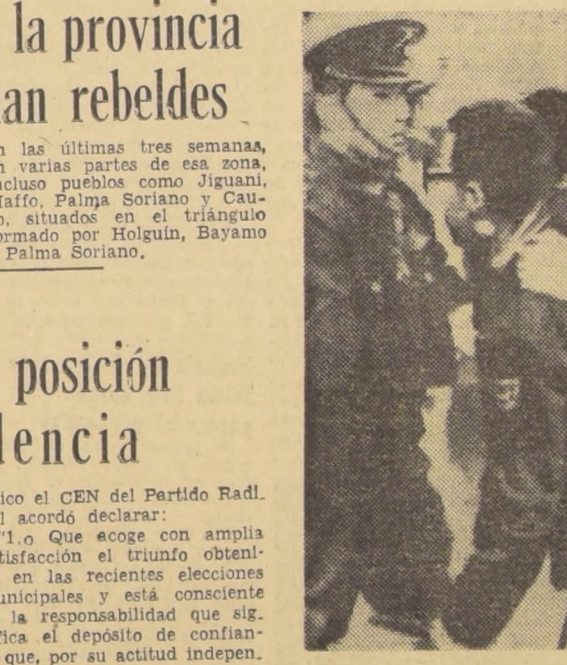 la provincia
an rebeldes
n las últimas tres semanas,
n varias partes de esa zona,
ncluso pueblos como Jiguani,
Maffo, Palma Soriano y Cau-
o, situados en el triángulo
ormado por Holguín, Bayamo
Palma Soriano.
posición
dencia
ico el CEN del Partido Radi-
l acordó declarar:
"1.o Que acoge con amplia
tisfacción el triunfo obteni-
en las recientes elecciones
unicipales y está consciente
la responsabilidad que sig-
fica el depósito de confian-
que, por su actitud indepen-